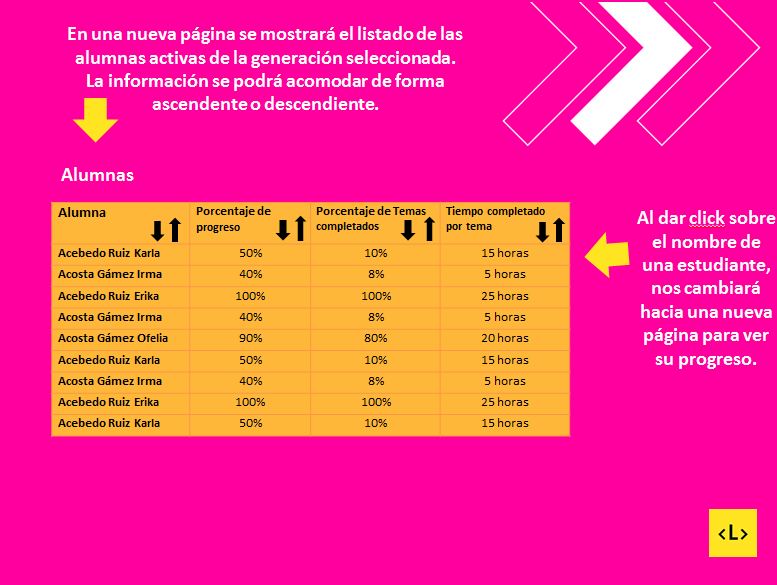 En una nueva página se mostrará el listado de las
alumnas activas de la generación seleccionada.
La información se podrá acomodar de forma
ascendente o descendiente.
Alumnas
Alumna Porcentaje de progreso Porcentaje de Temas completados Tiempo completado por tema
Acebedo Ruiz Karla 50% 10% 15 horas
Acosta Gámez Irma 40% 8% 5 horas
Acebedo Ruiz Erika 100% 100% 25 horas
Acosta Gámez Irma 40% 8% 5 horas
Acosta Gámez Ofelia 90% 80% 20 horas
Acebedo Ruiz Karla 50% 10% 15 horas
Acosta Gámez Irma 40% 8% 5 horas
Acebedo Ruiz Erika 100% 100% 25 horas
Acebedo Ruiz Karla 50% 10% 15 horas
Al dar click sobre
el nombre de
una estudiante,
nos cambiará
hacia una nueva
página para ver
su progreso.
<L>